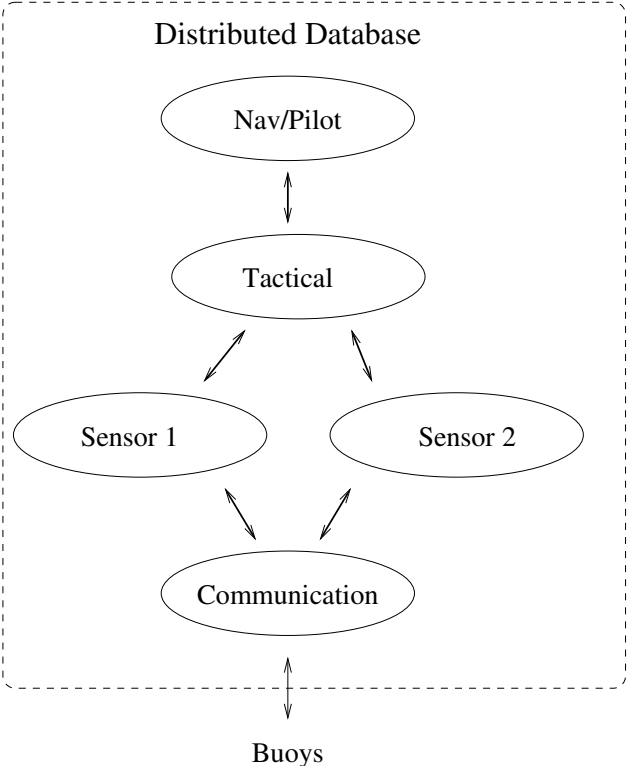 Distributed Database
Nav/Pilot
Tactical
Sensor 1
Sensor 2
Communication
Buoys